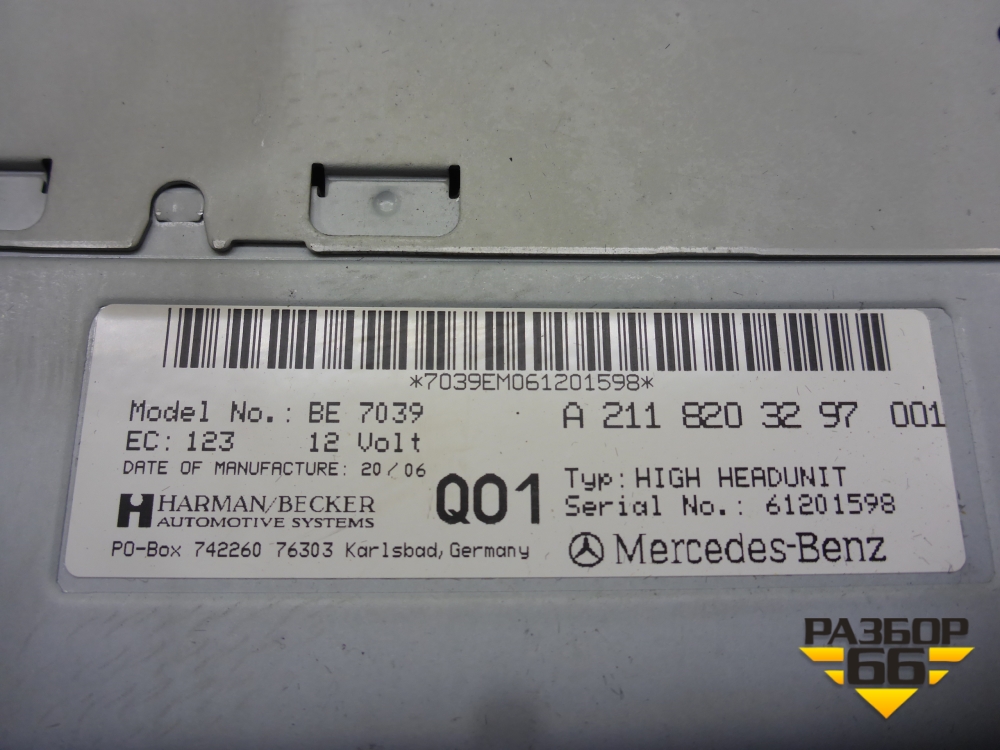 *7039EM061201598*
Model No.: BE 7039
A 211 820 32 97 001
EC: 123 12 Volt
DATE OF MANUFACTURE: 20/06
Q01
Typ: HIGH HEADUNIT
HARMAN/BECKER
AUTOMOTIVE SYSTEMS
Serial No.: 61201598
PO-Box 742260 76303 Karlsbad, Germany
Mercedes-Benz
РАЗБОР
66